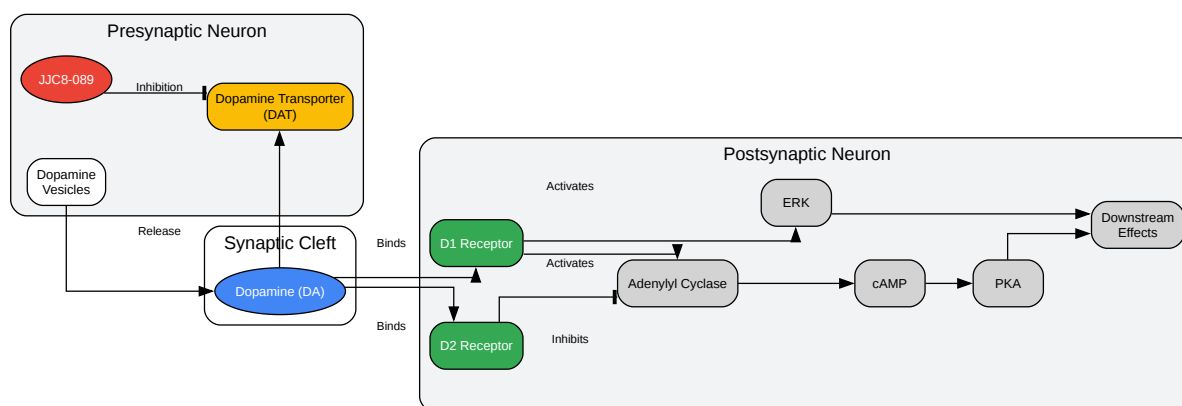 Presynaptic Neuron
JJC8-089
Inhibition
Dopamine Transporter
(DAT)
Dopamine
Vesicles
Release
Synaptic Cleft
Dopamine (DA)
Binds
Binds
Postsynaptic Neuron
Activates
ERK
D1 Receptor
Downstream
Effects
Activates
Adenylyl Cyclase
cAMP
PKA
D2 Receptor
Inhibits